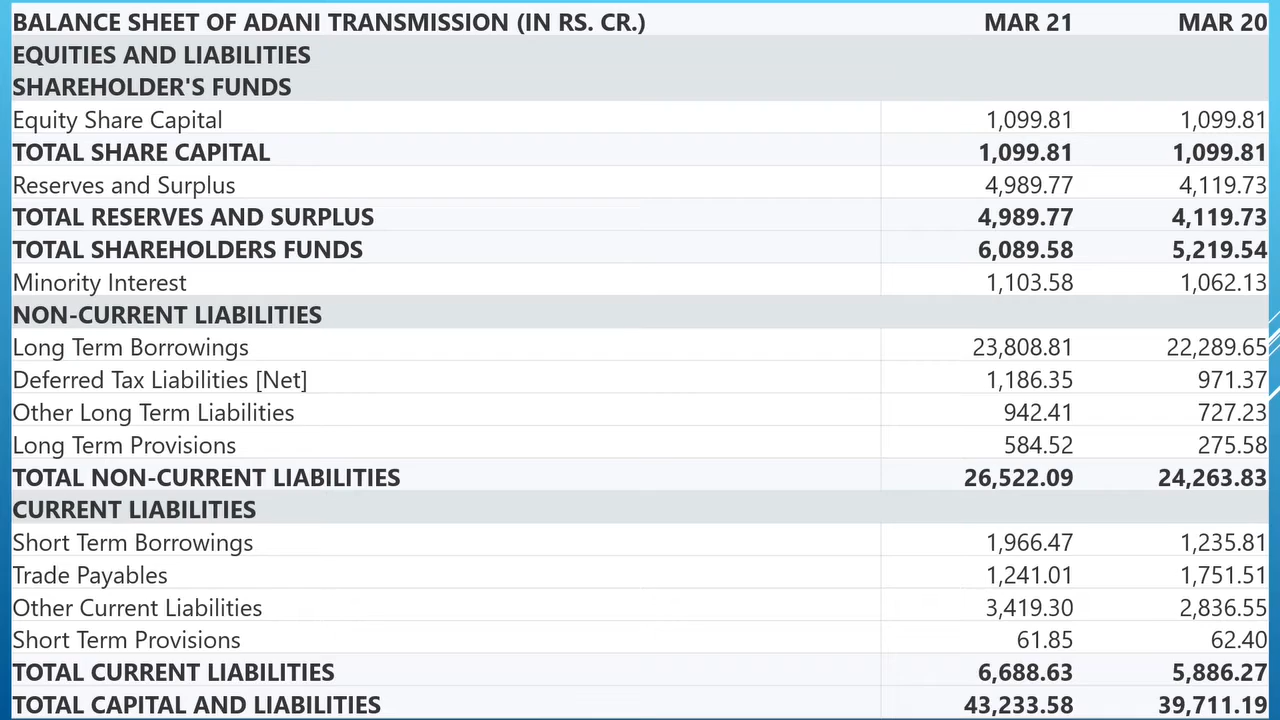 BALANCE SHEET OF ADANI TRANSMISSION (IN RS. CR.) MAR 21 MAR 20
EQUITIES AND LIABILITIES
SHAREHOLDER'S FUNDS
Equity Share Capital 1,099.81 1,099.81
TOTAL SHARE CAPITAL 1,099.81 1,099.81
Reserves and Surplus 4,989.77 4,119.73
TOTAL RESERVES AND SURPLUS 4,989.77 4,119.73
TOTAL SHAREHOLDERS FUNDS 6,089.58 5,219.54
Minority Interest 1,103.58 1,062.13
NON-CURRENT LIABILITIES
Long Term Borrowings 23,808.81 22,289.65
Deferred Tax Liabilities [Net] 1,186.35 971.37
Other Long Term Liabilities 942.41 727.23
Long Term Provisions 584.52 275.58
TOTAL NON-CURRENT LIABILITIES 26,522.09 24,263.83
CURRENT LIABILITIES
Short Term Borrowings 1,966.47 1,235.81
Trade Payables 1,241.01 1,751.51
Other Current Liabilities 3,419.30 2,836.55
Short Term Provisions 61.85 62.40
TOTAL CURRENT LIABILITIES 6,688.63 5,886.27
TOTAL CAPITAL AND LIABILITIES 43,233.58 39,711.19